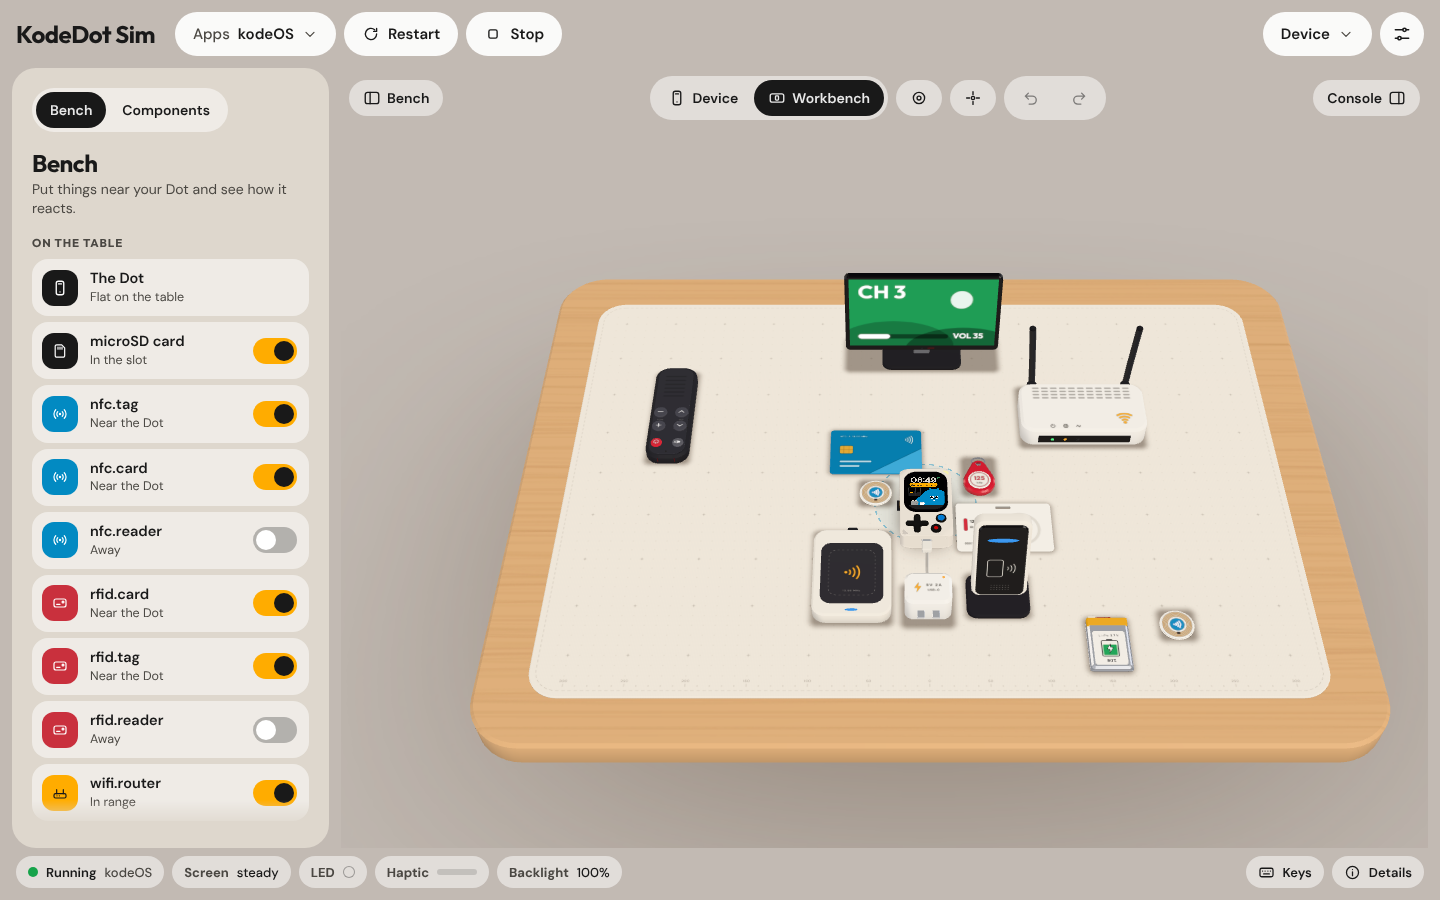 KodeDot Sim
Apps kodeOS
Restart
Stop
Device
Bench
Components
Bench
Device
Workbench
Console
Bench
Put things near your Dot and see how it
reacts.
ON THE TABLE
The Dot
Flat on the table
microSD card
In the slot
nfc.tag
Near the Dot
nfc.card
Near the Dot
nfc.reader
Away
rfid.card
Near the Dot
rfid.tag
Near the Dot
rfid.reader
Away
wifi.router
In range
CH 3
VOL 35
Running kodeOS
Screen steady
LED
Haptic
Backlight 100%
Keys
Details